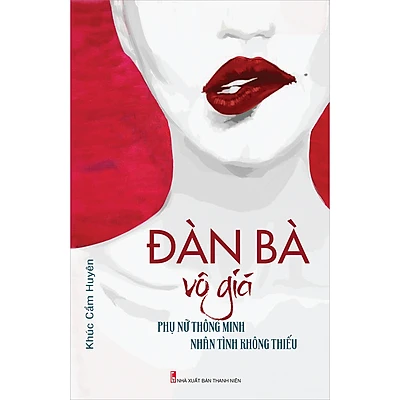 ĐÀN BÀ
vô giá
PHỤ NỮ THÔNG MINH
NHÂN TÌNH KHÔNG THIẾU
Khúc Cẩm Huyên
NHÀ XUẤT BẢN THANH NIÊN